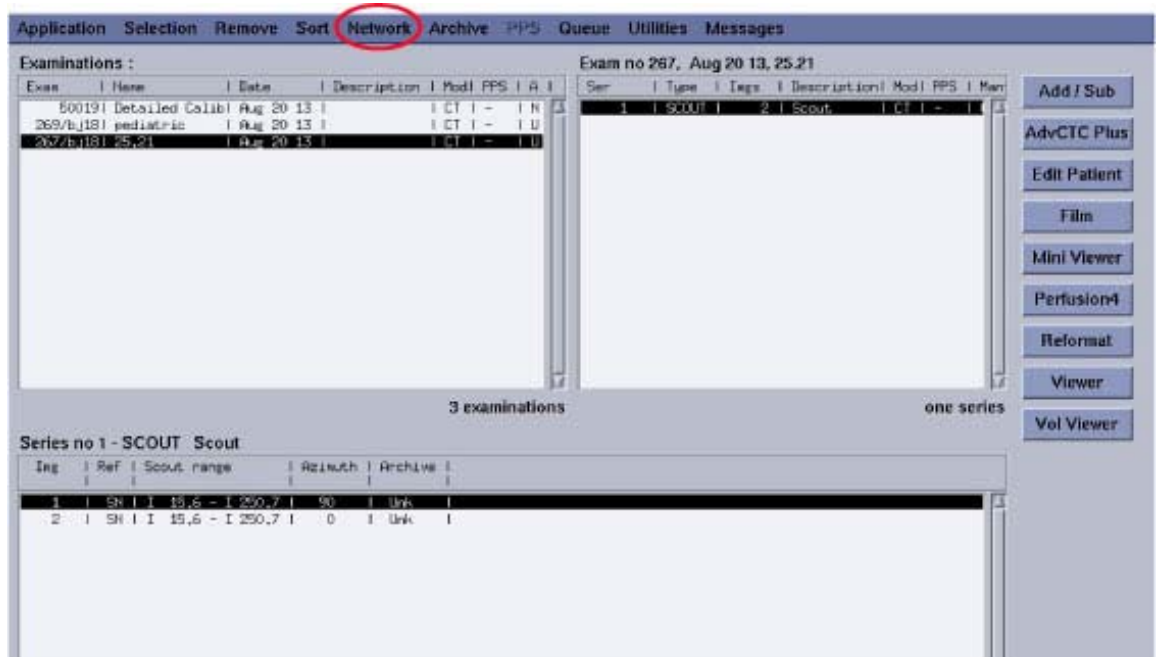 Application Selection Remove Sort Network Archive PPS Queue Utilities Messages
Examinations :
Exam | Name | Date | Description | Mod| PPS | A |
50019| Detailed Calib| Aug 20 13 | | CT | - | N
269/bj18| pediatric | Aug 20 13 | | CT | - | U
267/bj18| 25,21 | Aug 20 13 | | CT | - | U
3 examinations
Exam no 267, Aug 20 13, 25.21
Ser | Type | Imgs | Description| Mod| PPS | Man
1 | SCOUT | 2 | Scout | CT | - |
one series
Add / Sub
AdvCTC Plus
Edit Patient
Film
Mini Viewer
Perfusion4
Reformat
Viewer
Vol Viewer
Series no 1 - SCOUT Scout
Img | Ref | Scout range | Azimuth | Archive |
1 | SN | I 15,6 - I 250,7 | 90 | Unk |
2 | SN | I 15,6 - I 250,7 | 0 | Unk |